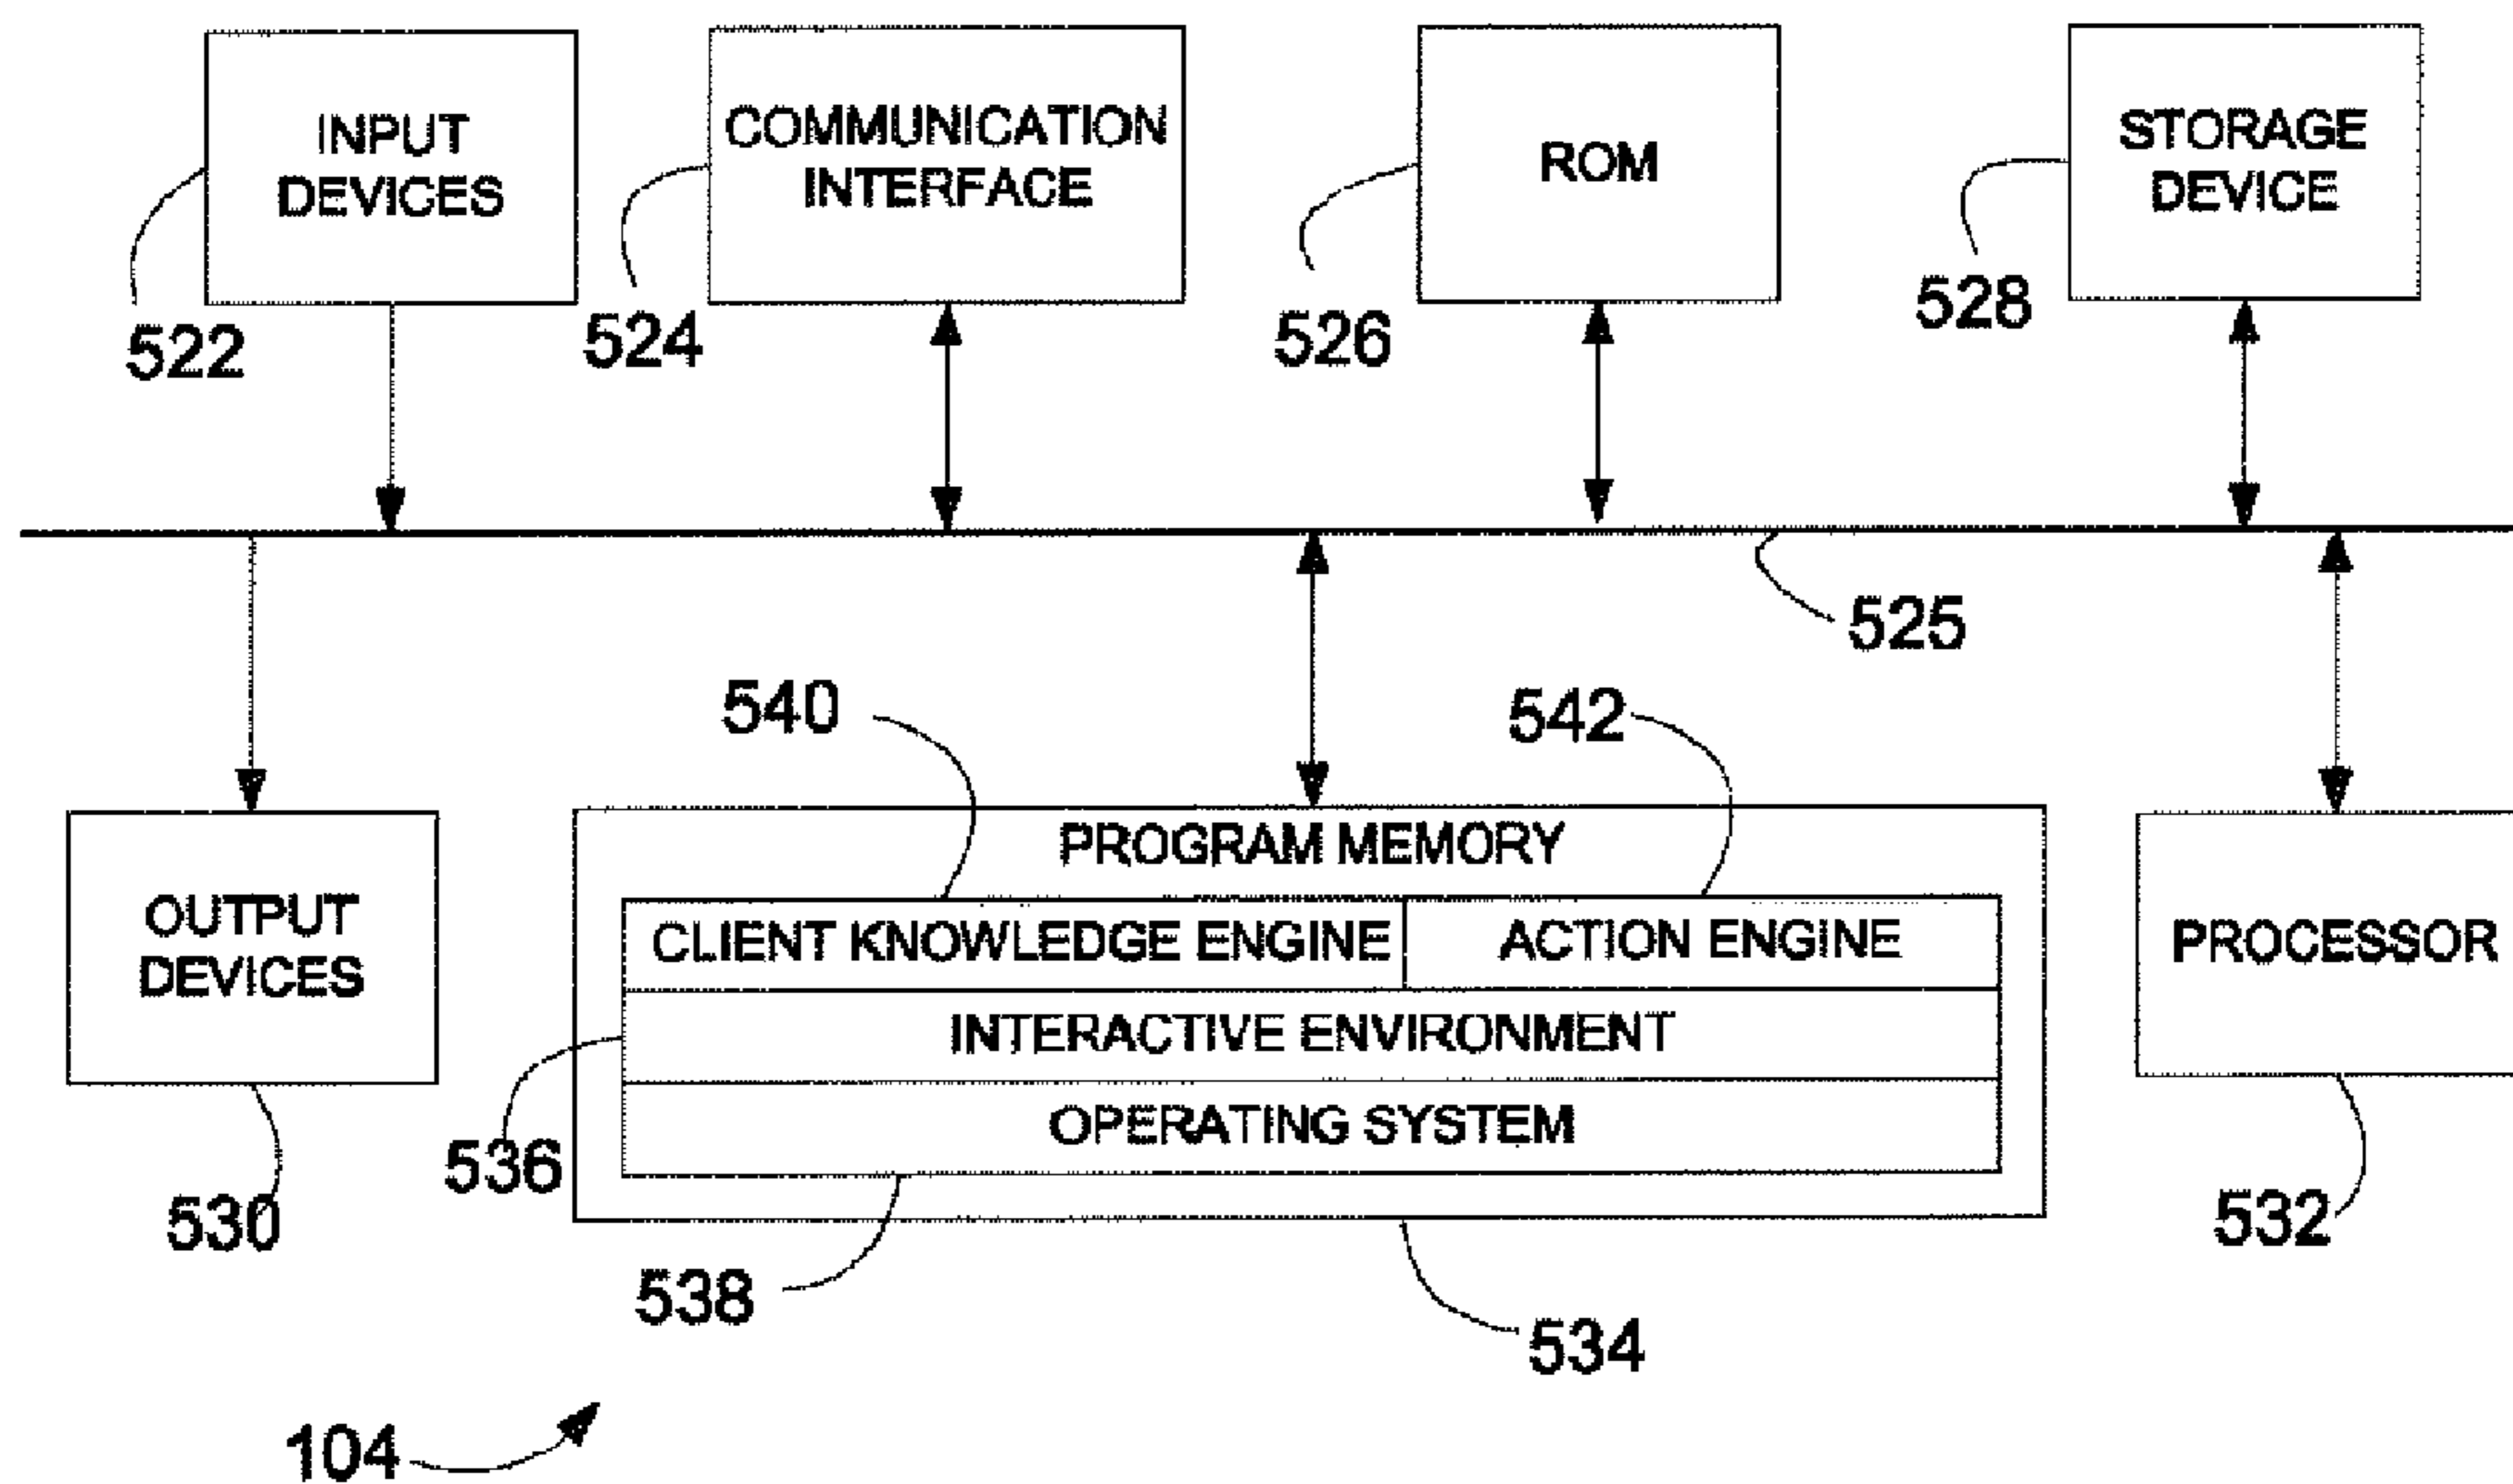 INPUT
DEVICES
COMMUNICATION
INTERFACE
ROM
STORAGE
DEVICE
522
524
526
528
525
540
542
PROGRAM MEMORY
CLIENT KNOWLEDGE ENGINE
ACTION ENGINE
INTERACTIVE ENVIRONMENT
OPERATING SYSTEM
OUTPUT
DEVICES
PROCESSOR
536
530
532
538
534
104